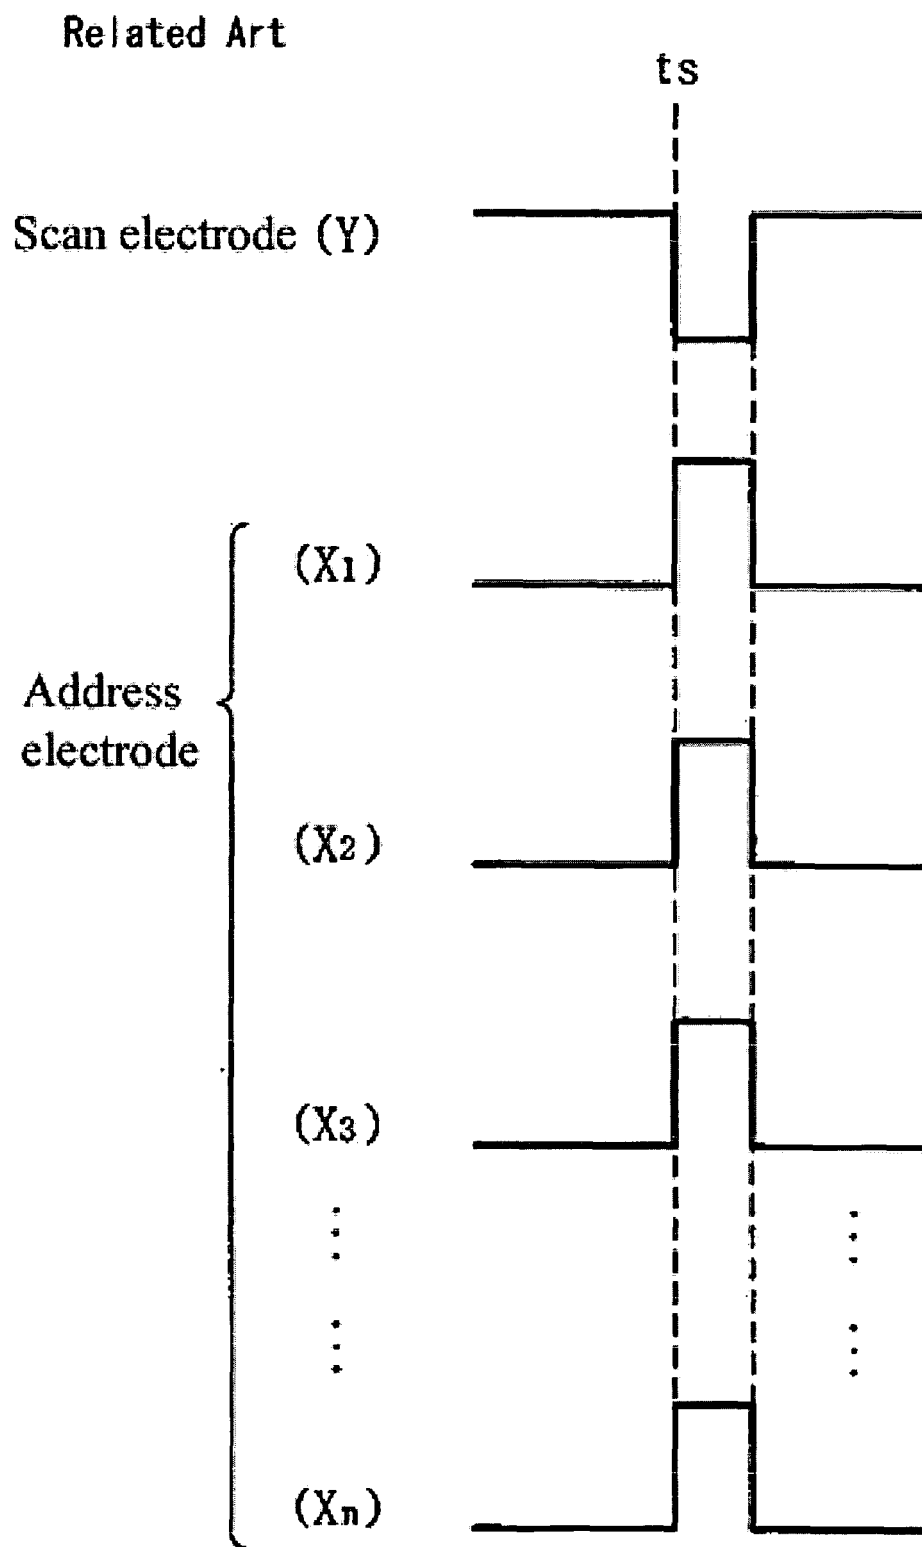 Related Art
ts
Scan electrode (Y)
(X1)
Address
electrode
(X2)
(X3)
(Xn)